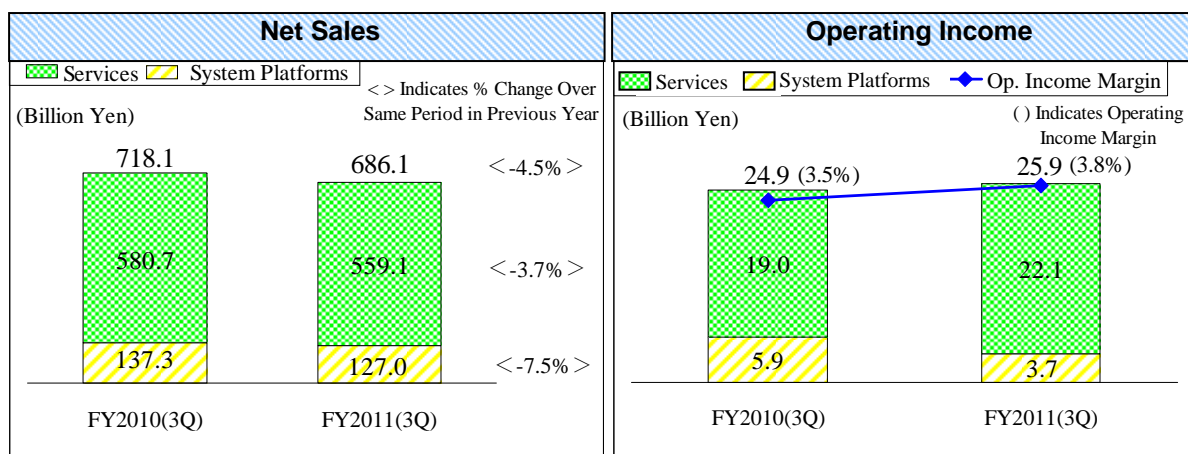 Net Sales
Services System Platforms
< > Indicates % Change Over
Same Period in Previous Year
(Billion Yen)
718.1 686.1 < -4.5% >
580.7 559.1 < -3.7% >
137.3 127.0 < -7.5% >
FY2010(3Q) FY2011(3Q)
Operating Income
Services System Platforms Op. Income Margin
( ) Indicates Operating
Income Margin
(Billion Yen)
24.9 (3.5%) 25.9 (3.8%)
19.0 22.1
5.9 3.7
FY2010(3Q) FY2011(3Q)